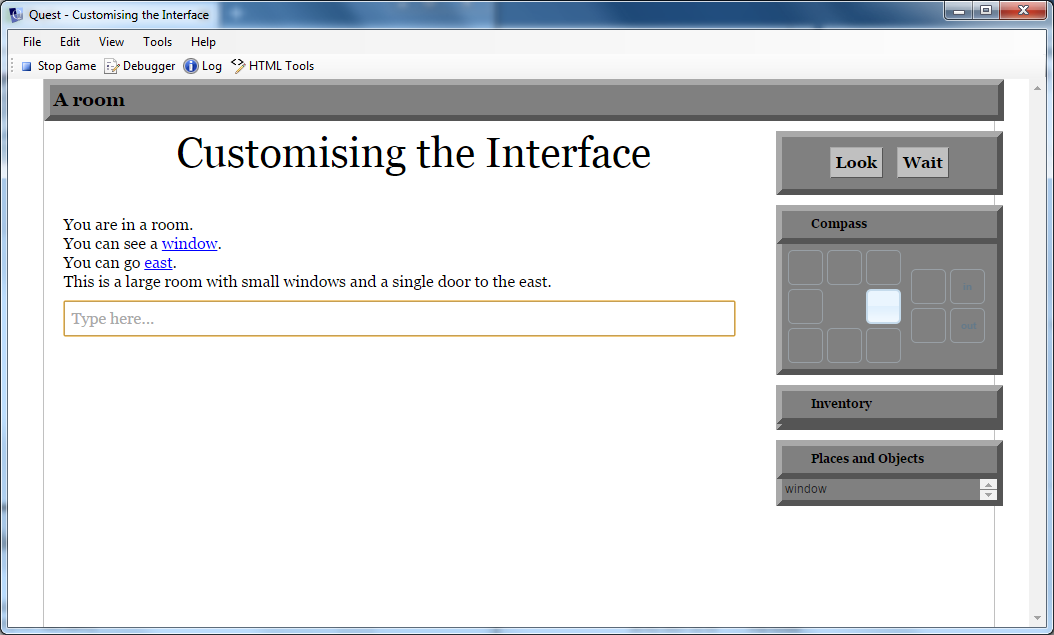 Quest - Customising the Interface
File Edit View Tools Help
Stop Game Debugger Log HTML Tools
A room
Customising the Interface
You are in a room.
You can see a window.
You can go east.
This is a large room with small windows and a single door to the east.
Type here...
Look Wait
Compass
in
out
Inventory
Places and Objects
window